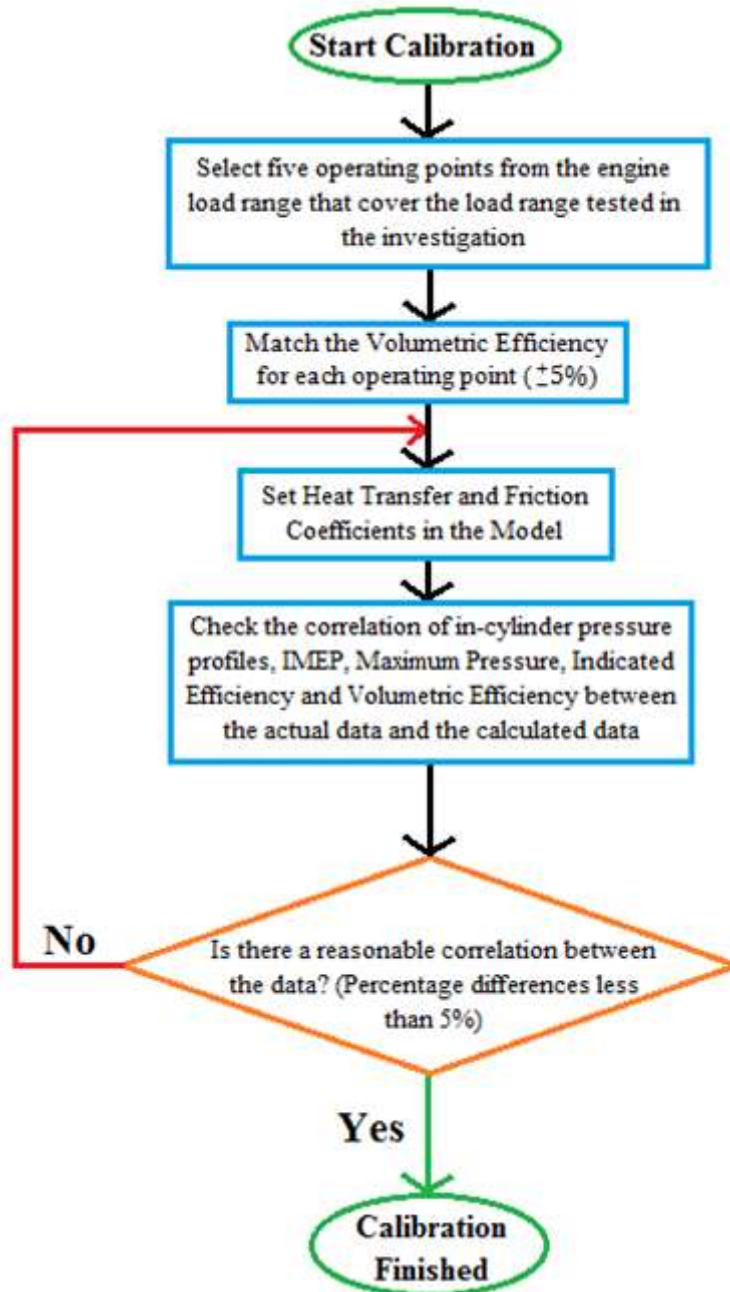 Start Calibration
Select five operating points from the engine
load range that cover the load range tested in
the investigation
Match the Volumetric Efficiency
for each operating point (±5%)
Set Heat Transfer and Friction
Coefficients in the Model
Check the correlation of in-cylinder pressure
profiles, IMEP, Maximum Pressure, Indicated
Efficiency and Volumetric Efficiency between
the actual data and the calculated data
No
Is there a reasonable correlation between
the data? (Percentage differences less
than 5%)
Yes
Calibration
Finished